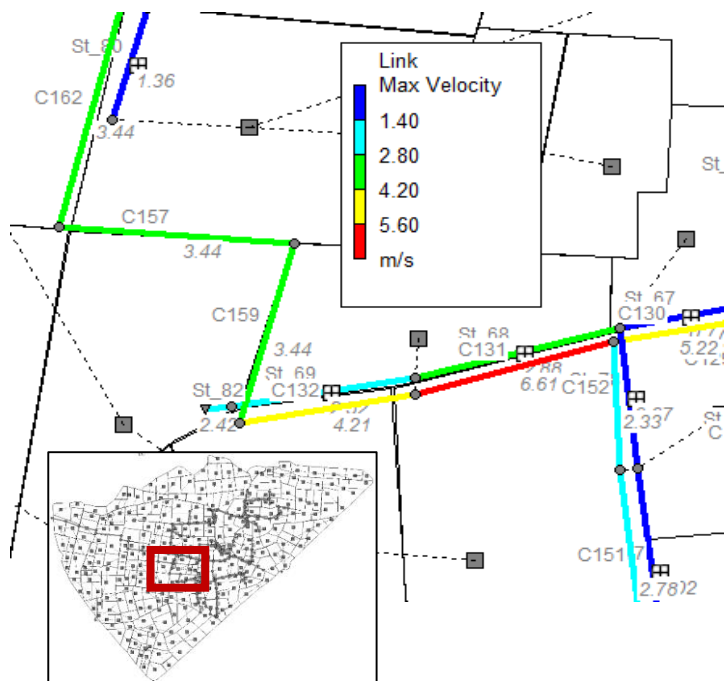 St_80
1.36
C162
3.44
Link
Max Velocity
1.40
2.80
4.20
5.60
m/s
St_
C157
3.44
C159
3.44
St_67
C130
5.22
St_68
C131
6.61
C152
St_69
C132
St_82
2.42
4.21
2.33
C151
2.78